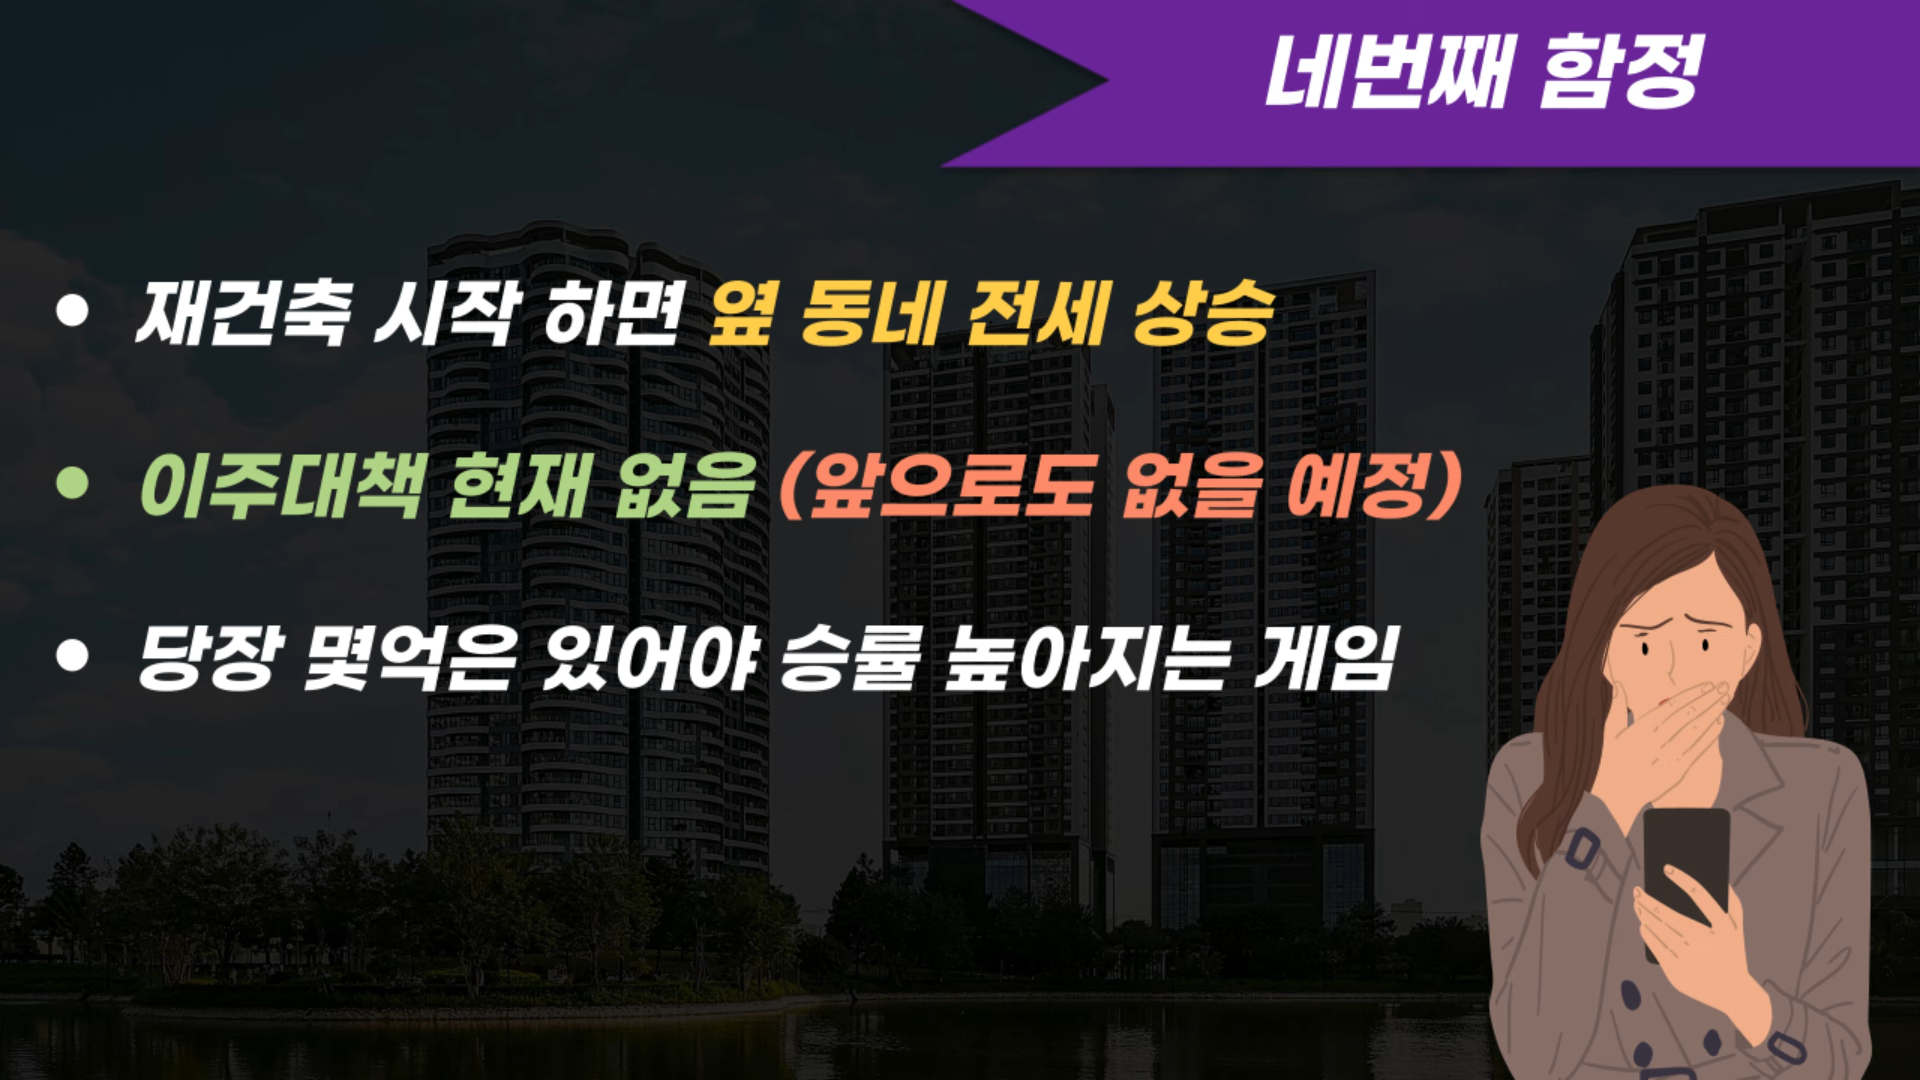 네번째 함정
• 재건축 시작 하면 옆 동네 전세 상승
• 이주대책 현재 없음 (앞으로도 없을 예정)
• 당장 몇억은 있어야 승률 높아지는 게임